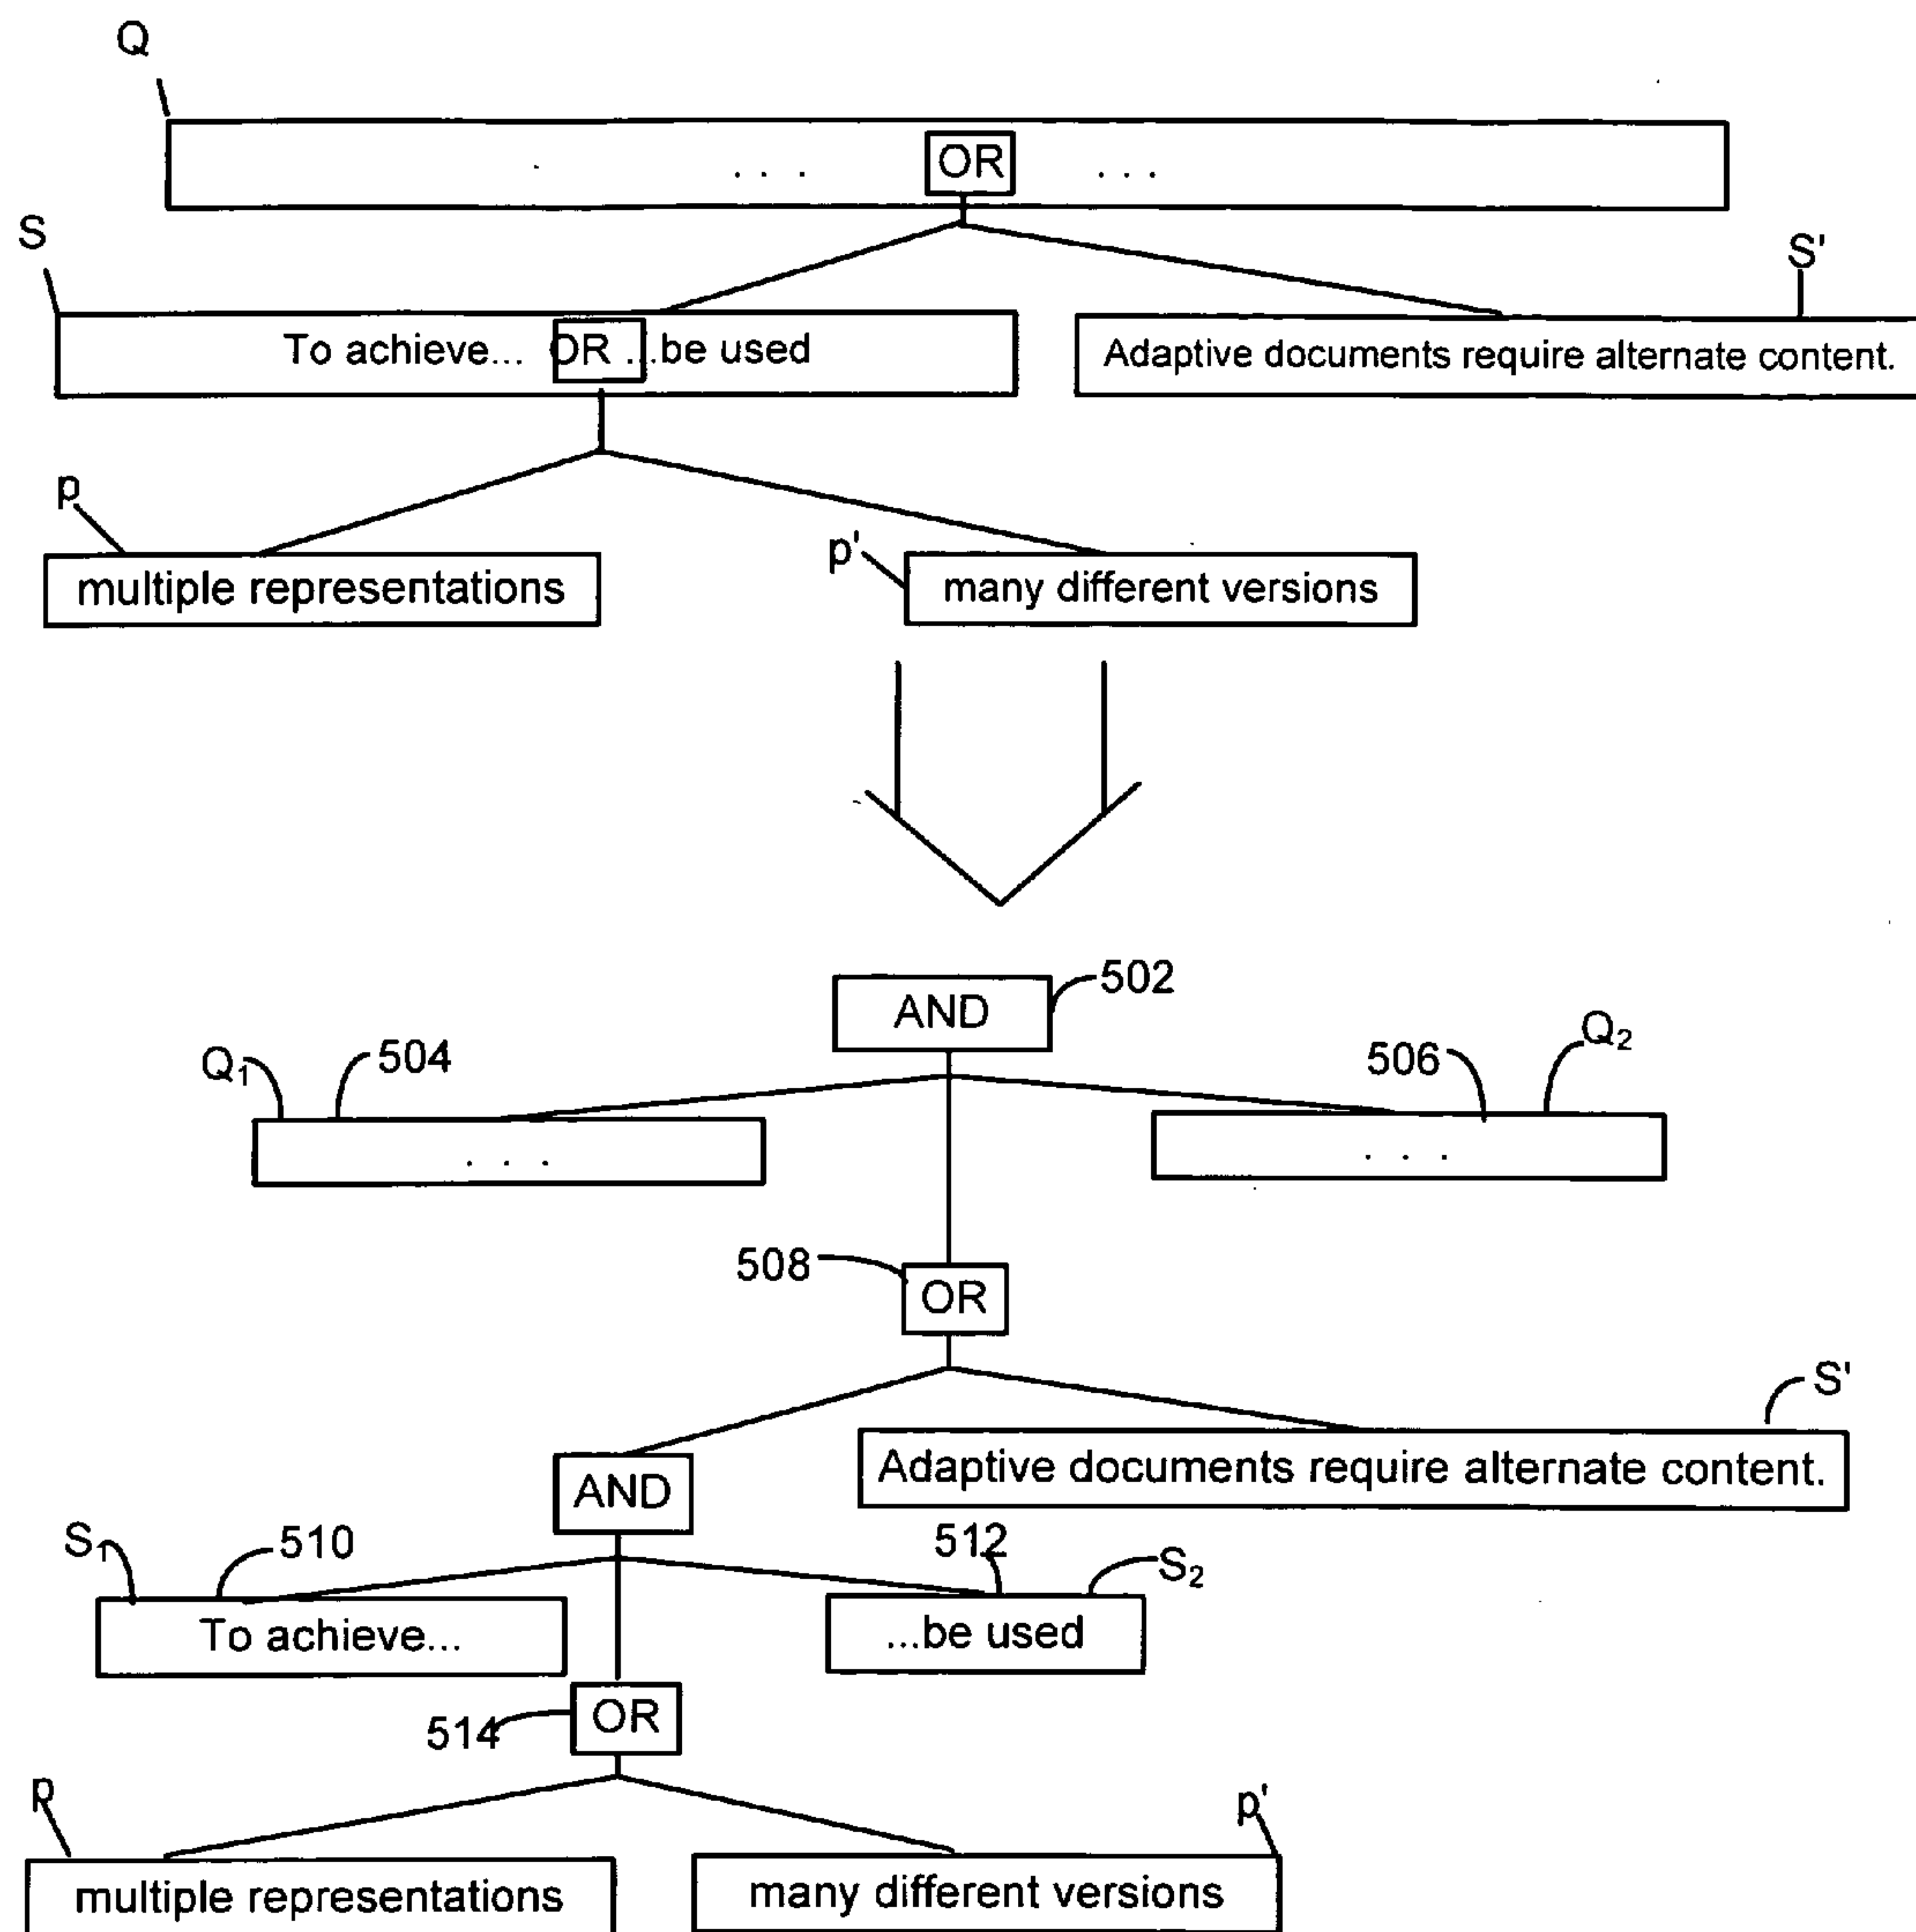 Q
... OR ...
S
S'
To achieve... OR ...be used
Adaptive documents require alternate content.
p
p'
multiple representations
many different versions
502
AND
Q1
504
506
Q2
...
...
508
OR
S'
Adaptive documents require alternate content.
AND
S1
510
512
S2
To achieve...
...be used
514
OR
p
p'
multiple representations
many different versions